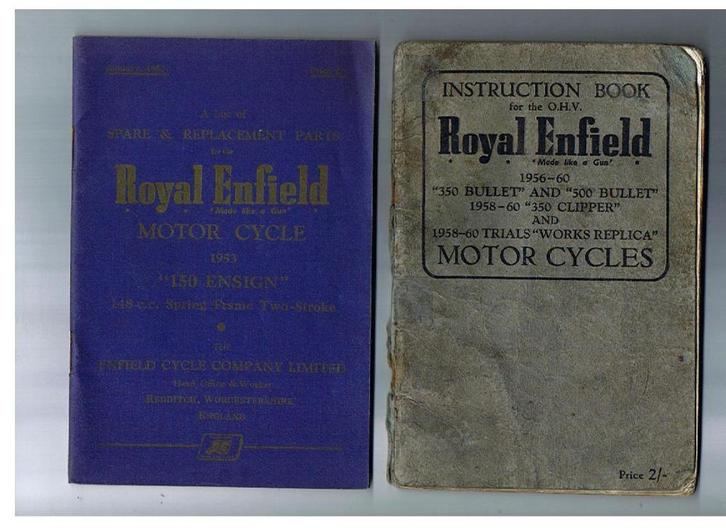 A List of
SPARE & REPLACEMENT PARTS
for the
Royal Enfield
"Made like a Gun"
MOTOR CYCLE
1953
"150 ENSIGN"
148 c.c. Spring Frame Two-Stroke
THE
ENFIELD CYCLE COMPANY LIMITED
Head Office & Works:
REDDITCH, WORCESTERSHIRE
ENGLAND
INSTRUCTION BOOK
for the O.H.V.
Royal Enfield
"Made like a Gun"
1956-60
"350 BULLET" AND "500 BULLET"
1958-60 "350 CLIPPER"
AND
1958-60 TRIALS "WORKS REPLICA"
MOTOR CYCLES
Price 2/-